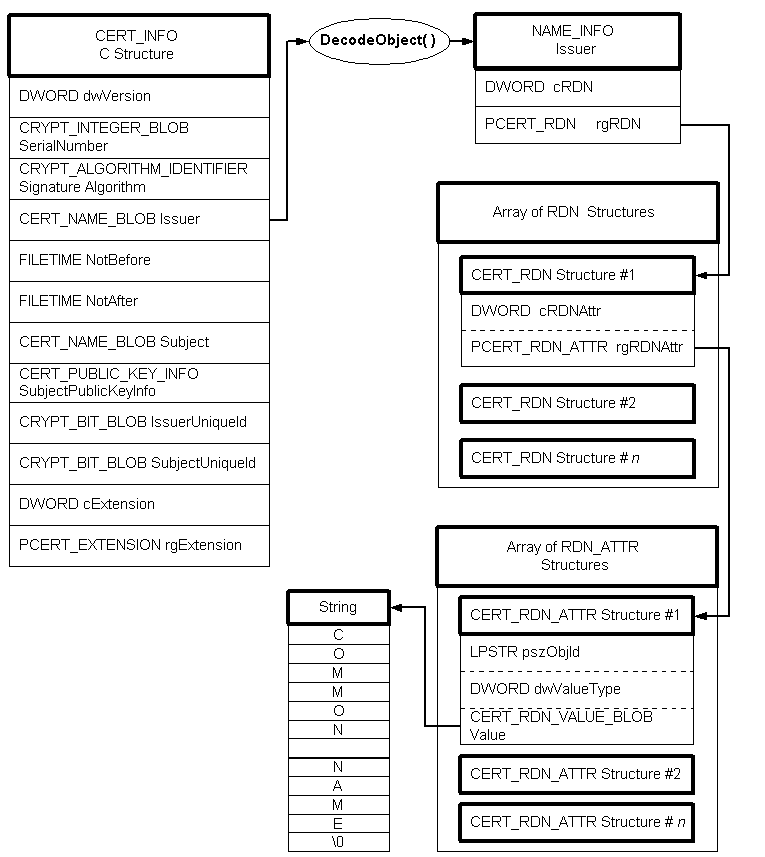 CERT_INFO
C Structure
DWORD dwVersion
CRYPT_INTEGER_BLOB
SerialNumber
CRYPT_ALGORITHM_IDENTIFIER
Signature Algorithm
CERT_NAME_BLOB Issuer
FILETIME NotBefore
FILETIME NotAfter
CERT_NAME_BLOB Subject
CERT_PUBLIC_KEY_INFO
SubjectPublicKeyInfo
CRYPT_BIT_BLOB IssuerUniqueId
CRYPT_BIT_BLOB SubjectUniqueId
DWORD cExtension
PCERT_EXTENSION rgExtension
DecodeObject( )
NAME_INFO
Issuer
DWORD cRDN
PCERT_RDN rgRDN
Array of RDN Structures
CERT_RDN Structure #1
DWORD cRDNAttr
PCERT_RDN_ATTR rgRDNAttr
CERT_RDN Structure #2
CERT_RDN Structure # n
Array of RDN_ATTR
Structures
CERT_RDN_ATTR Structure #1
LPSTR pszObjId
DWORD dwValueType
CERT_RDN_VALUE_BLOB
Value
CERT_RDN_ATTR Structure #2
CERT_RDN_ATTR Structure # n
String
C
O
M
M
O
N
N
A
M
E
\0